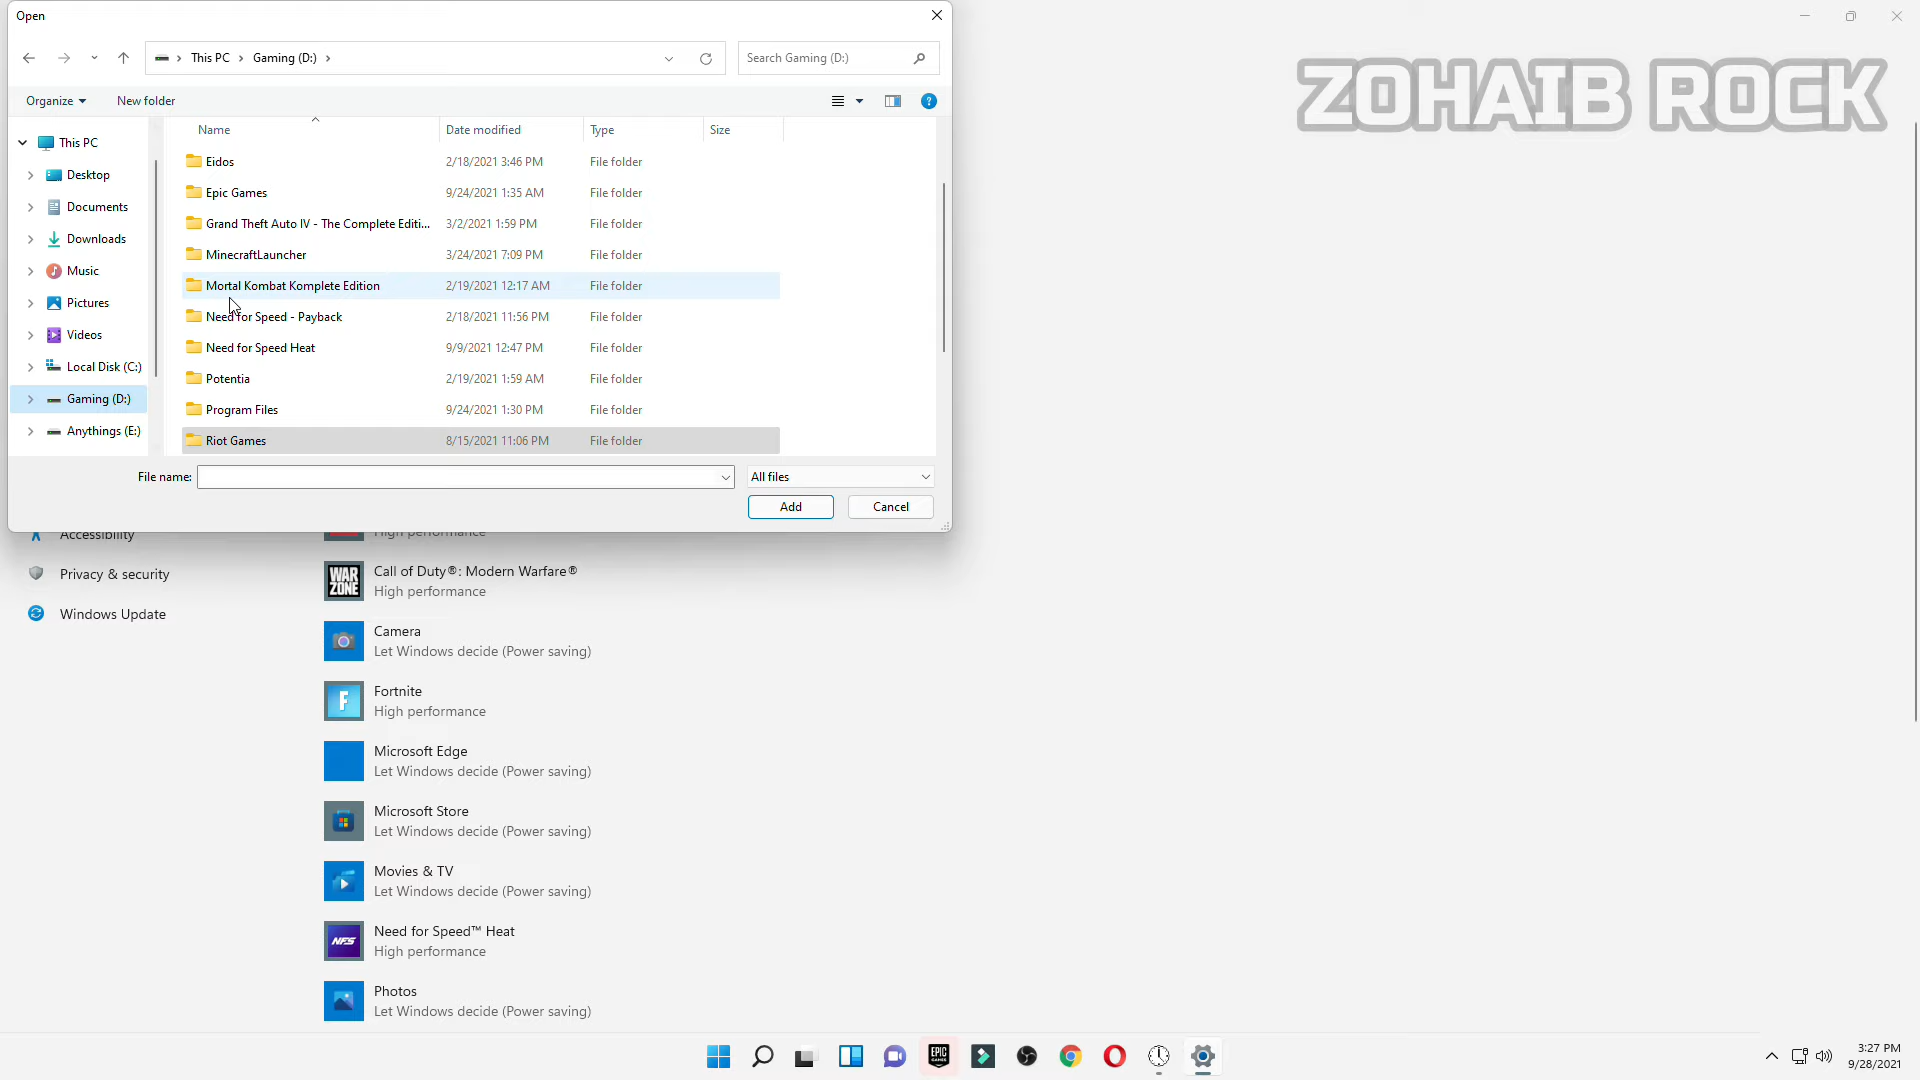 Open
This PC > Gaming (D:) >
Search Gaming (D:)
Organize
New folder
Name
Date modified
Type
Size
This PC
Desktop
Documents
Downloads
Music
Pictures
Videos
Local Disk (C:)
Gaming (D:)
Anythings (E:)
Eidos 2/18/2021 3:46 PM File folder
Epic Games 9/24/2021 1:35 AM File folder
Grand Theft Auto IV - The Complete Editi... 3/2/2021 1:59 PM File folder
MinecraftLauncher 3/24/2021 7:09 PM File folder
Mortal Kombat Komplete Edition 2/19/2021 12:17 AM File folder
Need for Speed - Payback 2/18/2021 11:56 PM File folder
Need for Speed Heat 9/9/2021 12:47 PM File folder
Potentia 2/19/2021 1:59 AM File folder
Program Files 9/24/2021 1:30 PM File folder
Riot Games 8/15/2021 11:06 PM File folder
File name:
All files
Add
Cancel
ZOHAIB ROCK
Accessibility
Privacy & security
Windows Update
High performance
Call of Duty®: Modern Warfare®
High performance
WAR
ZONE
Camera
Let Windows decide (Power saving)
Fortnite
High performance
F
Microsoft Edge
Let Windows decide (Power saving)
Microsoft Store
Let Windows decide (Power saving)
Movies & TV
Let Windows decide (Power saving)
Need for Speed™ Heat
High performance
NFS
Photos
Let Windows decide (Power saving)
EPIC
GAMES
3:27 PM
9/28/2021